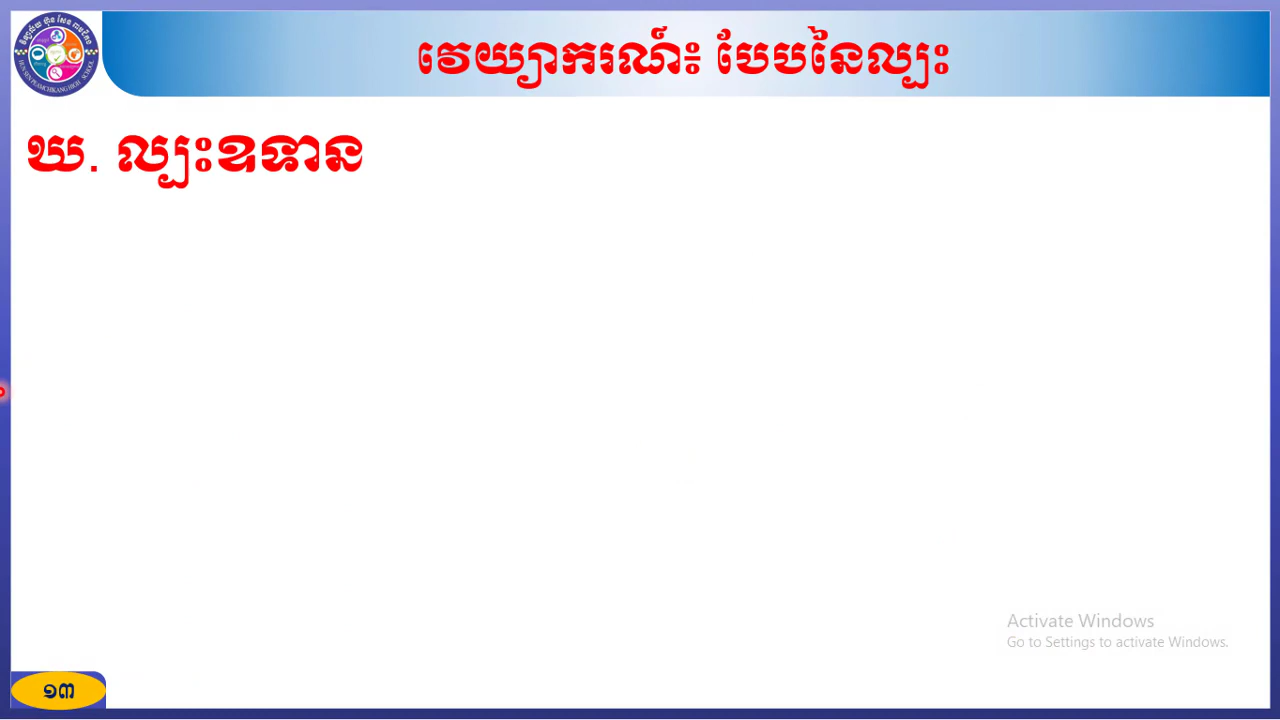 វេយ្យាករណ៍៖ បែបនៃល្បះ
ឃ. ល្បះឧទាន
Activate Windows
Go to Settings to activate Windows.
១៣